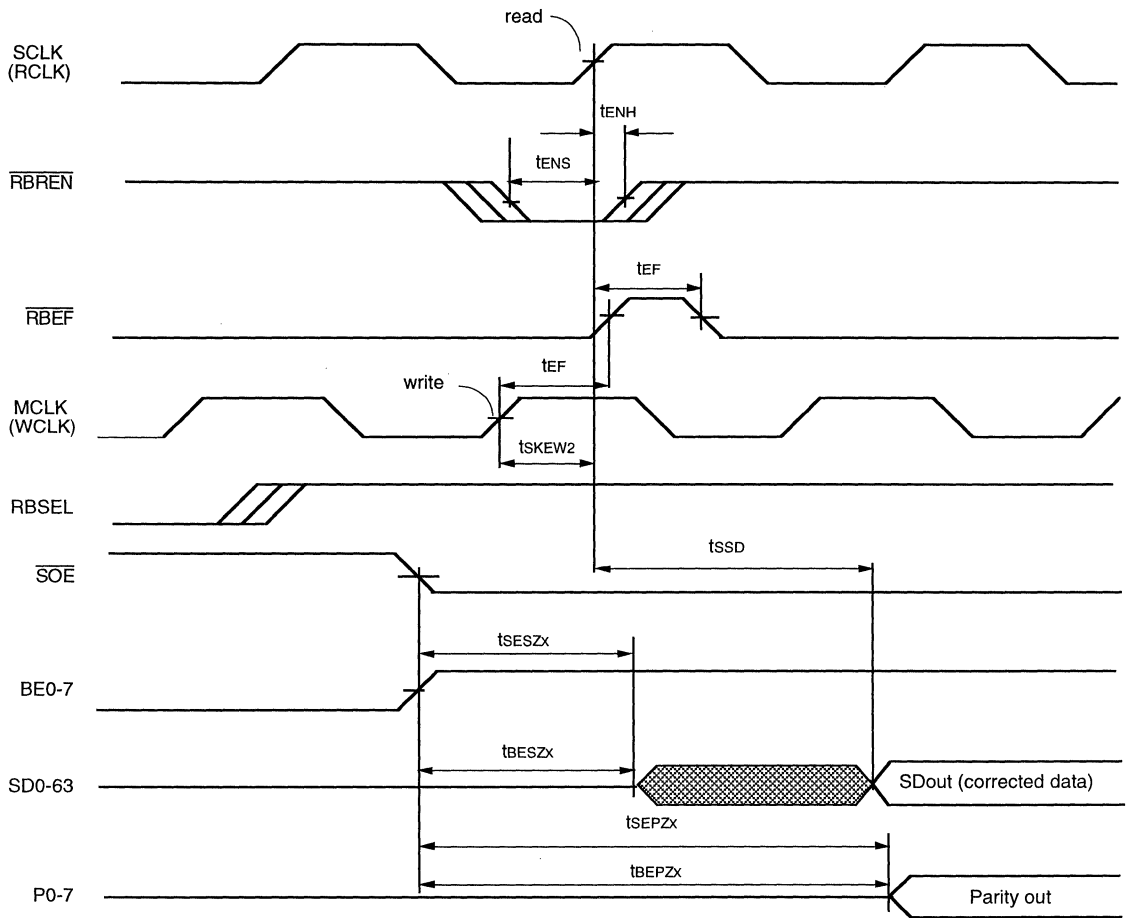 read
SCLK
(RCLK)
tENH
tENS
RBREN
tEF
RBEF
tEF
write
MCLK
(WCLK)
tSKEW2
RBSEL
tSSD
SOE
tSESZx
BE0-7
tBESZx
SD0-63
SDout (corrected data)
tSEPZx
tBEPZx
P0-7
Parity out